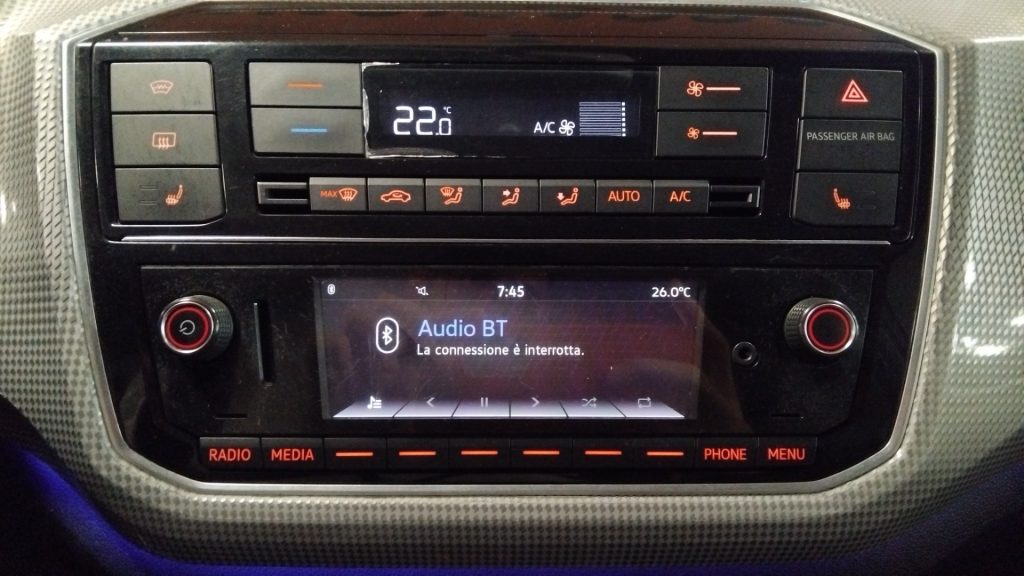 22.0 °C
A/C
PASSENGER AIR BAG
MAX
AUTO
A/C
7:45
26.0°C
Audio BT
La connessione è interrotta.
RADIO
MEDIA
PHONE
MENU